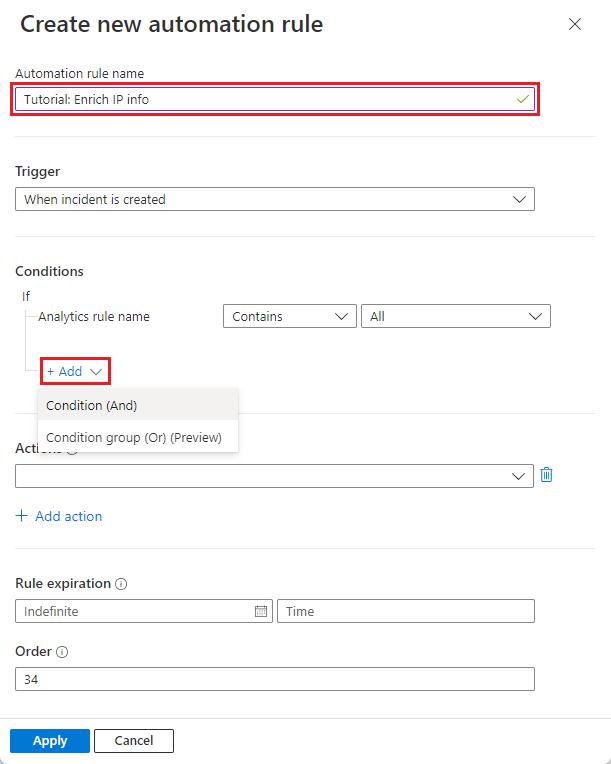 Create new automation rule
Automation rule name
Tutorial: Enrich IP info
Trigger
When incident is created
Conditions
If
Analytics rule name Contains All
+ Add
Condition (And)
Condition group (Or) (Preview)
Actions
+ Add action
Rule expiration
Indefinite Time
Order
34
Apply Cancel